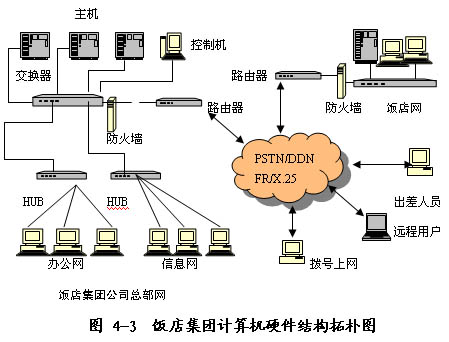 主机
控制机
交换器
路由器
防火墙
路由器
防火墙
饭店网
PSTN/DDN
FR/X.25
HUB
HUB
出差人员
远程用户
办公网
信息网
拨号上网
饭店集团公司总部网
图 4-3 饭店集团计算机硬件结构拓朴图